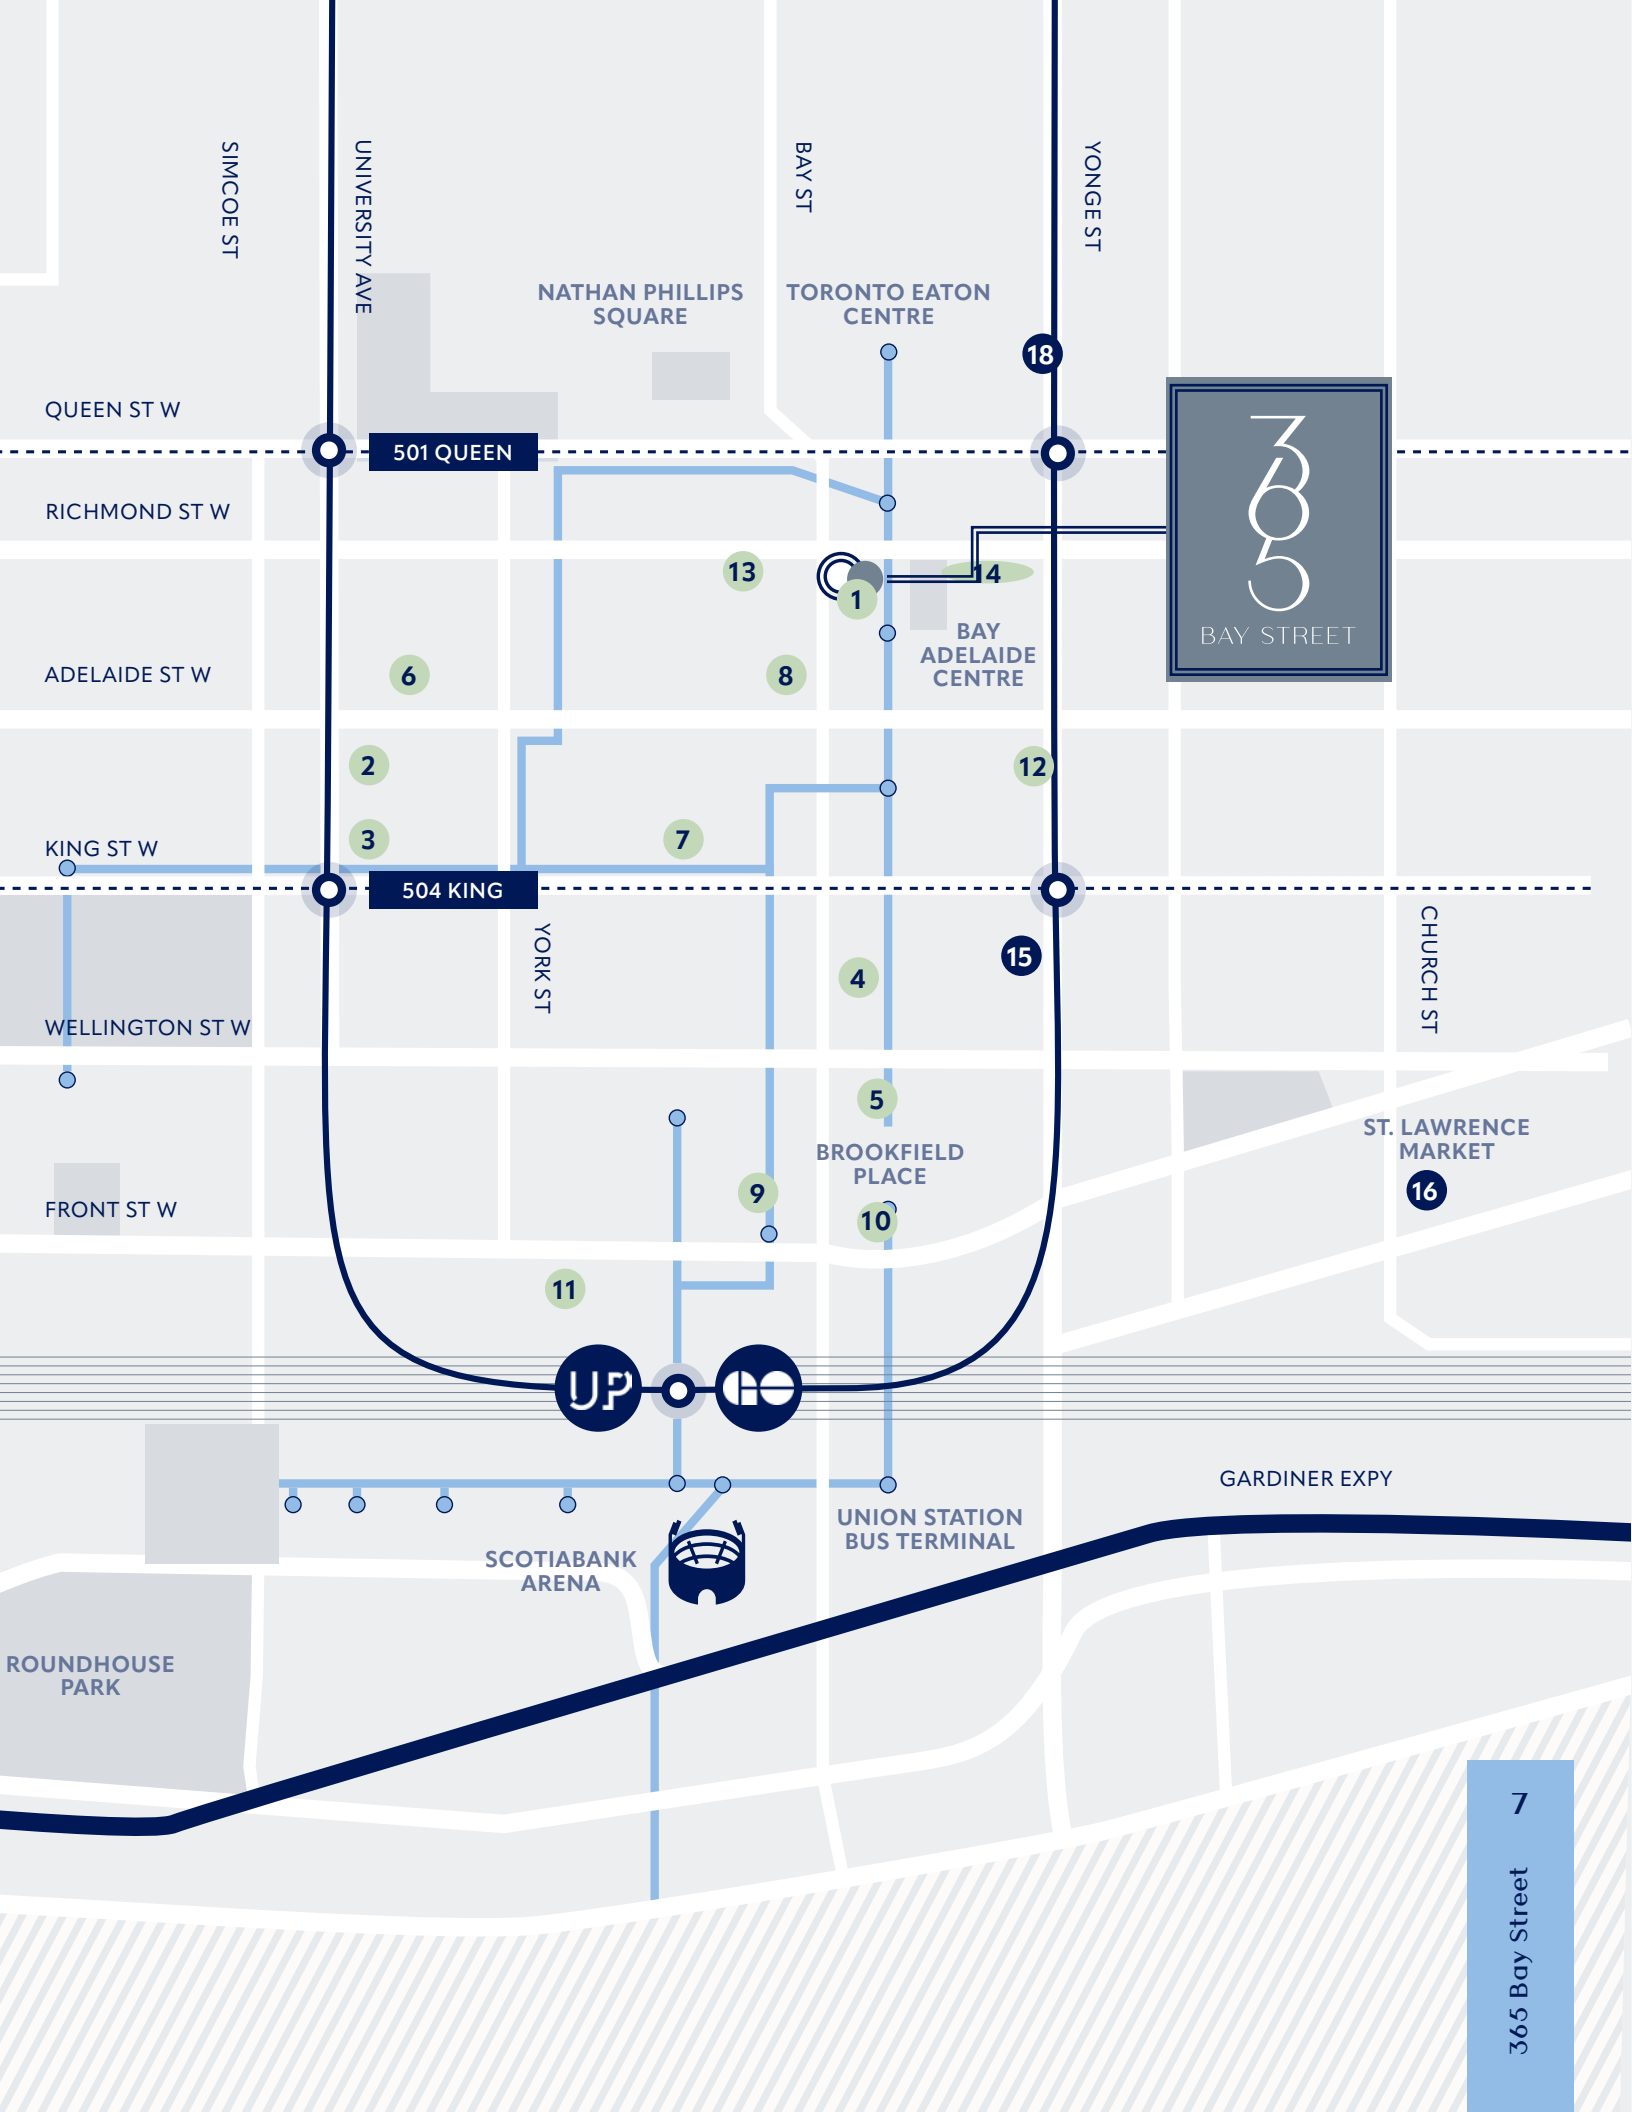 SIMCOE ST
UNIVERSITY AVE
BAY ST
YONGE ST
NATHAN PHILLIPS
SQUARE
TORONTO EATON
CENTRE
18
QUEEN ST W
501 QUEEN
365
BAY STREET
RICHMOND ST W
13
14
1
BAY
ADELAIDE
CENTRE
ADELAIDE ST W
6
8
2
12
3
7
KING ST W
504 KING
YORK ST
CHURCH ST
15
4
WELLINGTON ST W
5
ST. LAWRENCE
MARKET
16
BROOKFIELD
PLACE
9
10
FRONT ST W
11
UP
GO
GARDINER EXPY
UNION STATION
BUS TERMINAL
SCOTIABANK
ARENA
ROUNDHOUSE
PARK
7
365 Bay Street